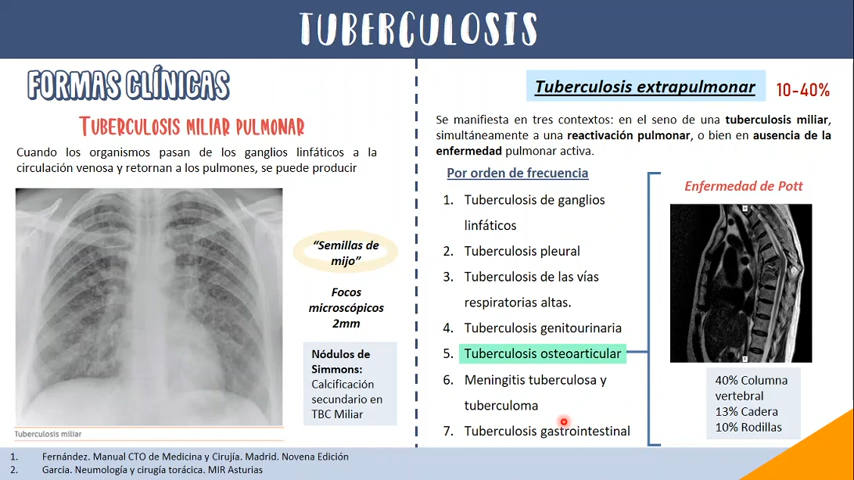 TUBERCULOSIS
FORMAS CLÍNICAS
TUBERCULOSIS MILIAR PULMONAR
Cuando los organismos pasan de los ganglios linfáticos a la
circulación venosa y retornan a los pulmones, se puede producir
"Semillas de
mijo"
Focos
microscópicos
2mm
Nódulos de
Simmons:
Calcificación
secundario en
TBC Miliar
Tuberculosis miliar
Tuberculosis extrapulmonar
10-40%
Se manifiesta en tres contextos: en el seno de una tuberculosis miliar,
simultáneamente a una reactivación pulmonar, o bien en ausencia de la
enfermedad pulmonar activa.
Por orden de frecuencia
1. Tuberculosis de ganglios
linfáticos
2. Tuberculosis pleural
3. Tuberculosis de las vías
respiratorias altas.
4. Tuberculosis genitourinaria
5. Tuberculosis osteoarticular
6. Meningitis tuberculosa y
tuberculoma
7. Tuberculosis gastrointestinal
Enfermedad de Pott
40% Columna
vertebral
13% Cadera
10% Rodillas
1. Fernández. Manual CTO de Medicina y Cirujía. Madrid. Novena Edición
2. Garcia. Neumología y cirugía torácica. MIR Asturias